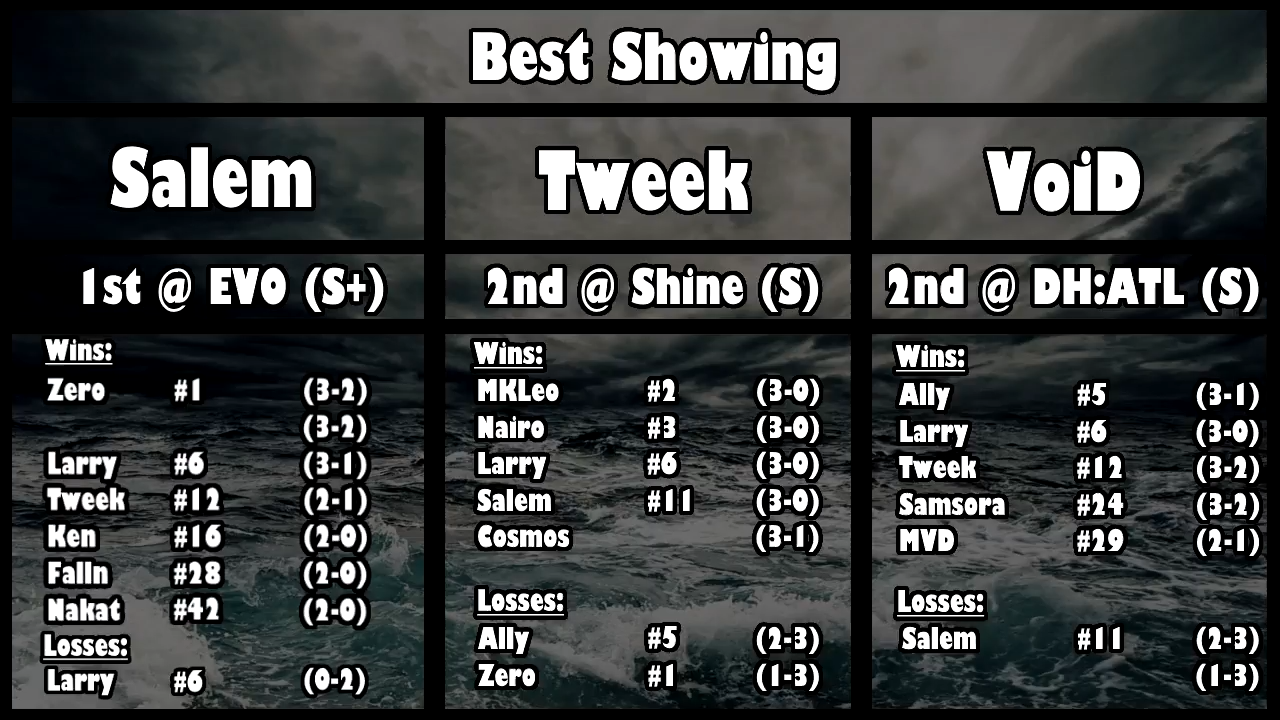 Best Showing
Salem
1st @ EVO (S+)
Wins:
Zero #1 (3-2)
(3-2)
Larry #6 (3-1)
Tweek #12 (2-1)
Ken #16 (2-0)
Falln #28 (2-0)
Nakat #42 (2-0)
Losses:
Larry #6 (0-2)
Tweek
2nd @ Shine (S)
Wins:
MKLeo #2 (3-0)
Nairo #3 (3-0)
Larry #6 (3-0)
Salem #11 (3-0)
Cosmos (3-1)
Losses:
Ally #5 (2-3)
Zero #1 (1-3)
VoiD
2nd @ DH:ATL (S)
Wins:
Ally #5 (3-1)
Larry #6 (3-0)
Tweek #12 (3-2)
Samsora #24 (3-2)
MVD #29 (2-1)
Losses:
Salem #11 (2-3)
(1-3)